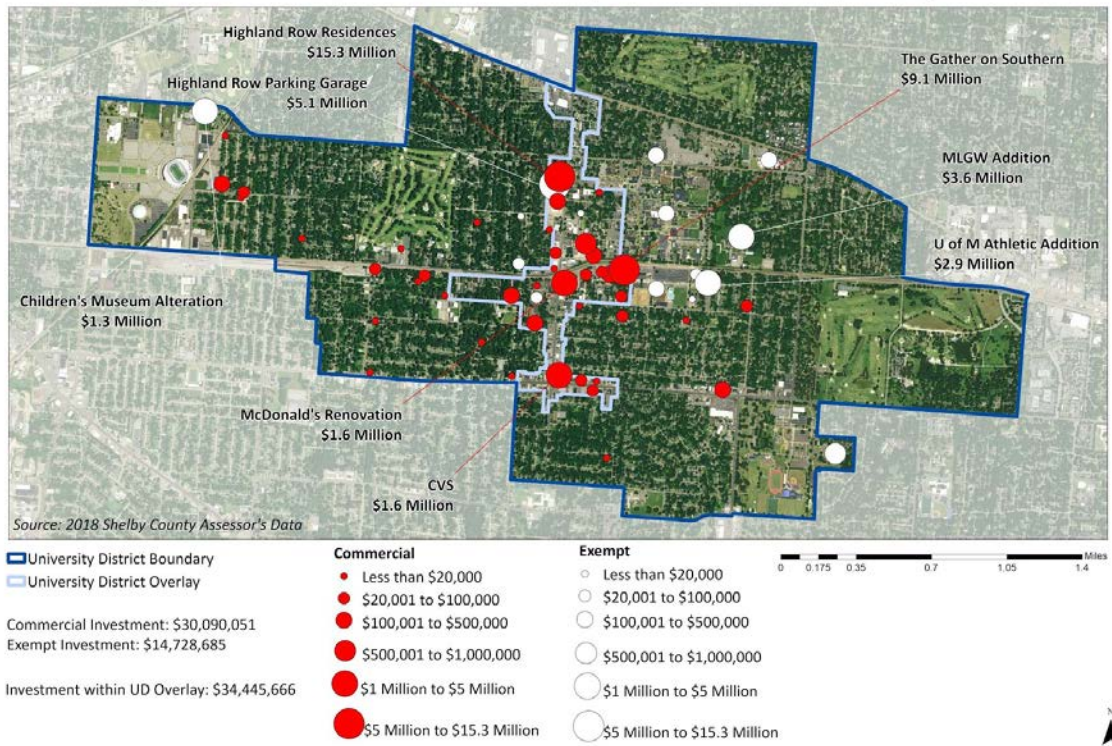 Highland Row Residences
$15.3 Million
Highland Row Parking Garage
$5.1 Million
The Gather on Southern
$9.1 Million
MLGW Addition
$3.6 Million
U of M Athletic Addition
$2.9 Million
Children's Museum Alteration
$1.3 Million
McDonald's Renovation
$1.6 Million
CVS
$1.6 Million
Source: 2018 Shelby County Assessor's Data
University District Boundary
University District Overlay
Commercial Investment: $30,090,051
Exempt Investment: $14,728,685
Investment within UD Overlay: $34,445,666
Commercial
Less than $20,000
$20,001 to $100,000
$100,001 to $500,000
$500,001 to $1,000,000
$1 Million to $5 Million
$5 Million to $15.3 Million
Exempt
Less than $20,000
$20,001 to $100,000
$100,001 to $500,000
$500,001 to $1,000,000
$1 Million to $5 Million
$5 Million to $15.3 Million
Miles
0 0.175 0.35 0.7 1.05 1.4
N